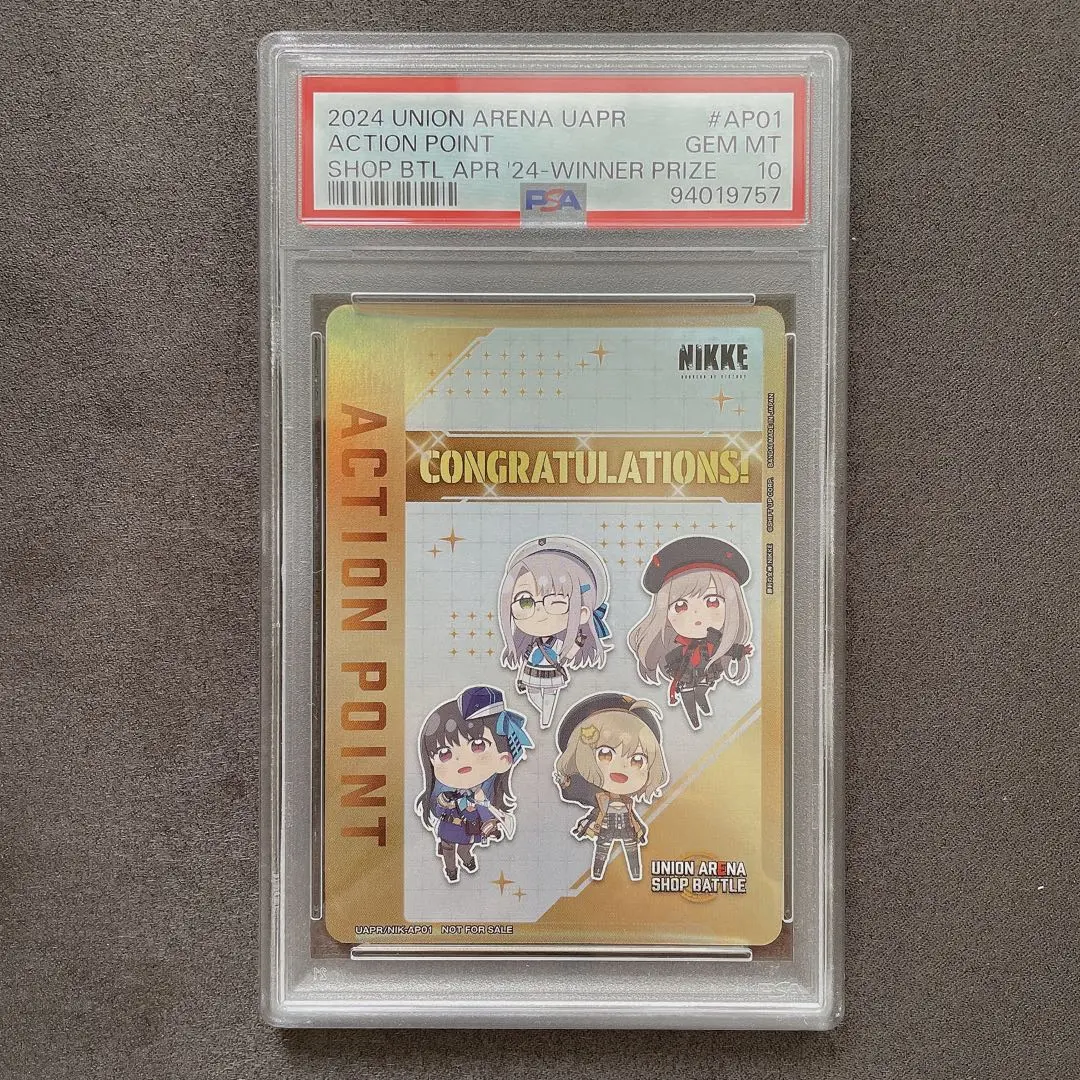 2024 UNION ARENA UAPR #AP01
ACTION POINT GEM MT
SHOP BTL APR '24-WINNER PRIZE 10
PSA 94019757
NIKKE
CONGRATULATIONS!
ACTION POINT
UNION ARENA
SHOP BATTLE
UAPR/NIK-AP01 NOT FOR SALE